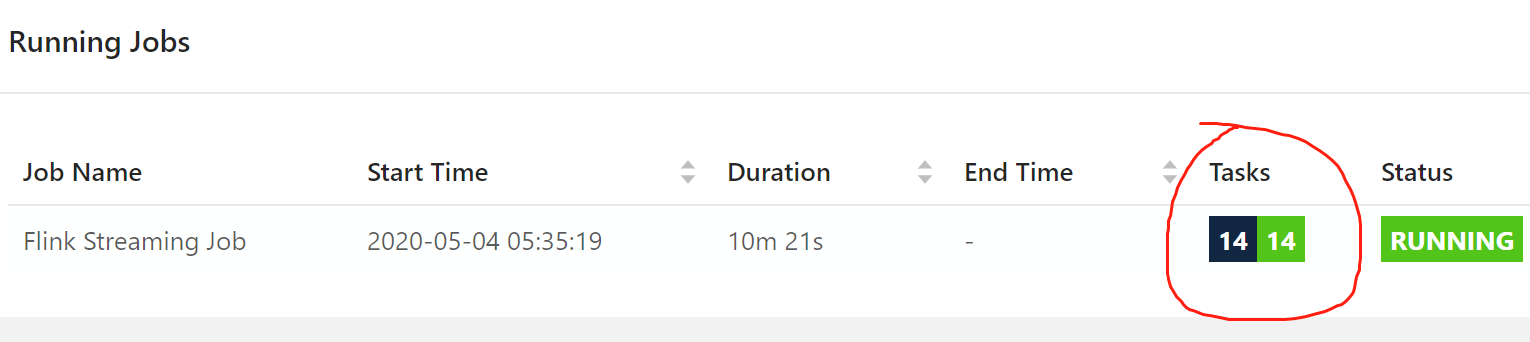 Running Jobs
Job Name Start Time Duration End Time Tasks Status
Flink Streaming Job 2020-05-04 05:35:19 10m 21s - 14 14 RUNNING